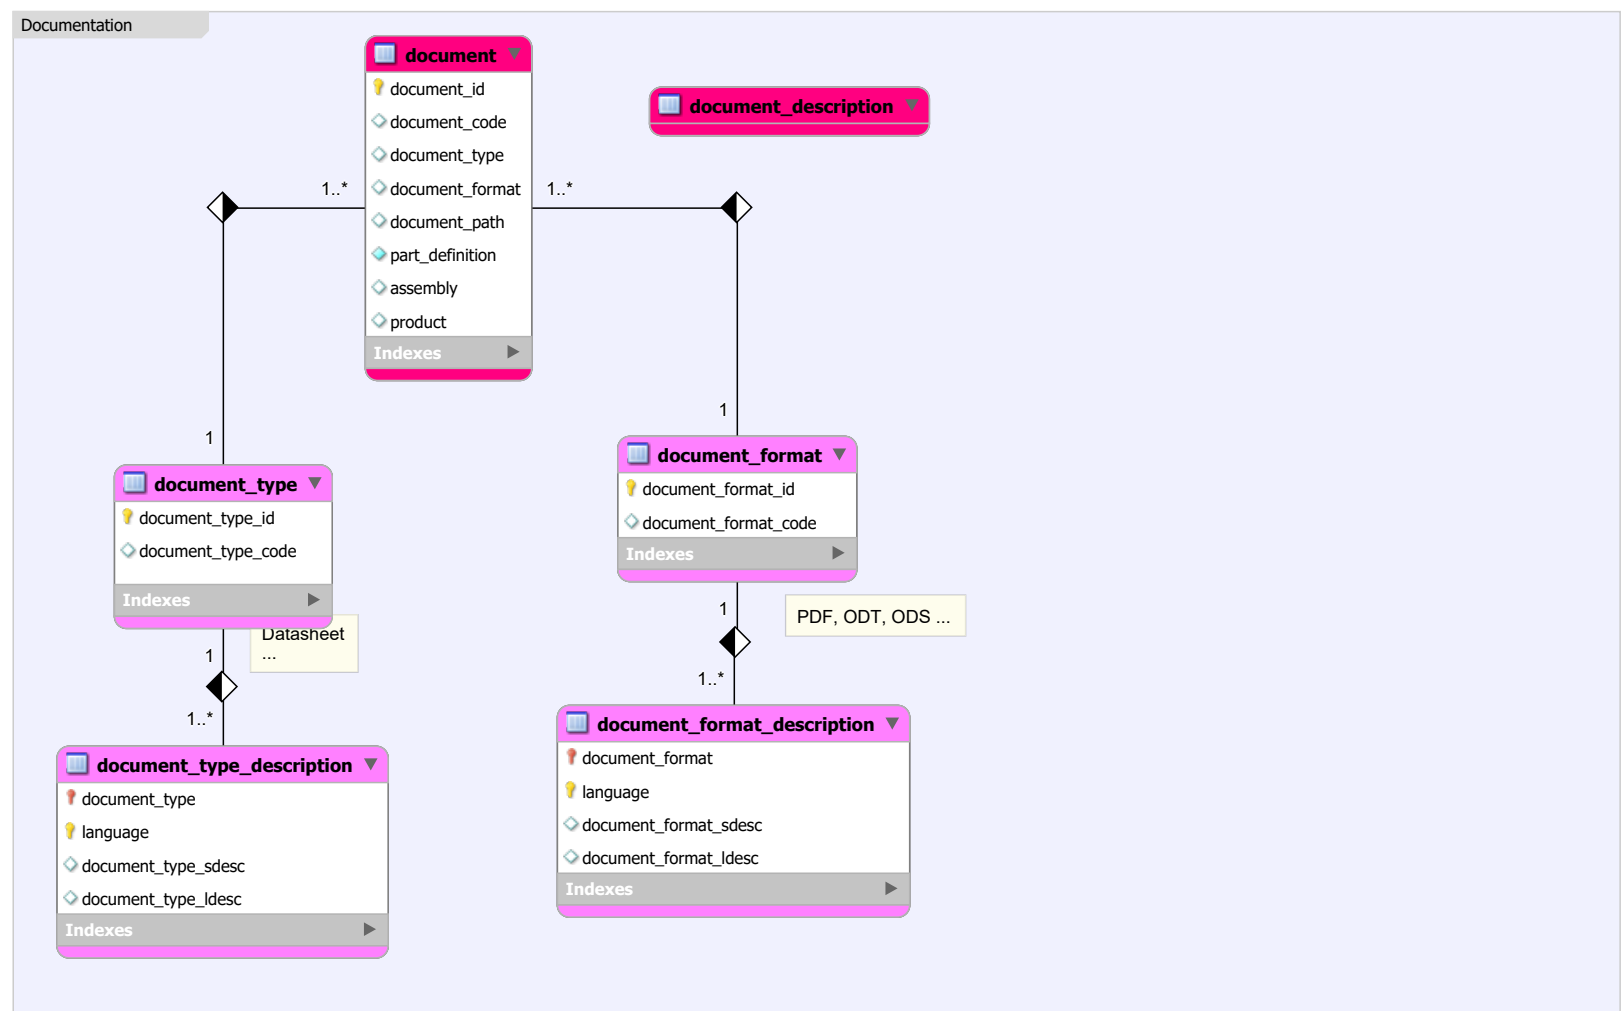 Documentation
document
document_id
document_code
document_type
document_format
document_path
part_definition
assembly
product
Indexes
document_description
1..*
1..*
1
1
document_type
document_type_id
document_type_code
Indexes
Datasheet
...
1
1..*
document_type_description
document_type
language
document_type_sdesc
document_type_ldesc
Indexes
document_format
document_format_id
document_format_code
Indexes
PDF, ODT, ODS ...
1
1..*
document_format_description
document_format
language
document_format_sdesc
document_format_ldesc
Indexes